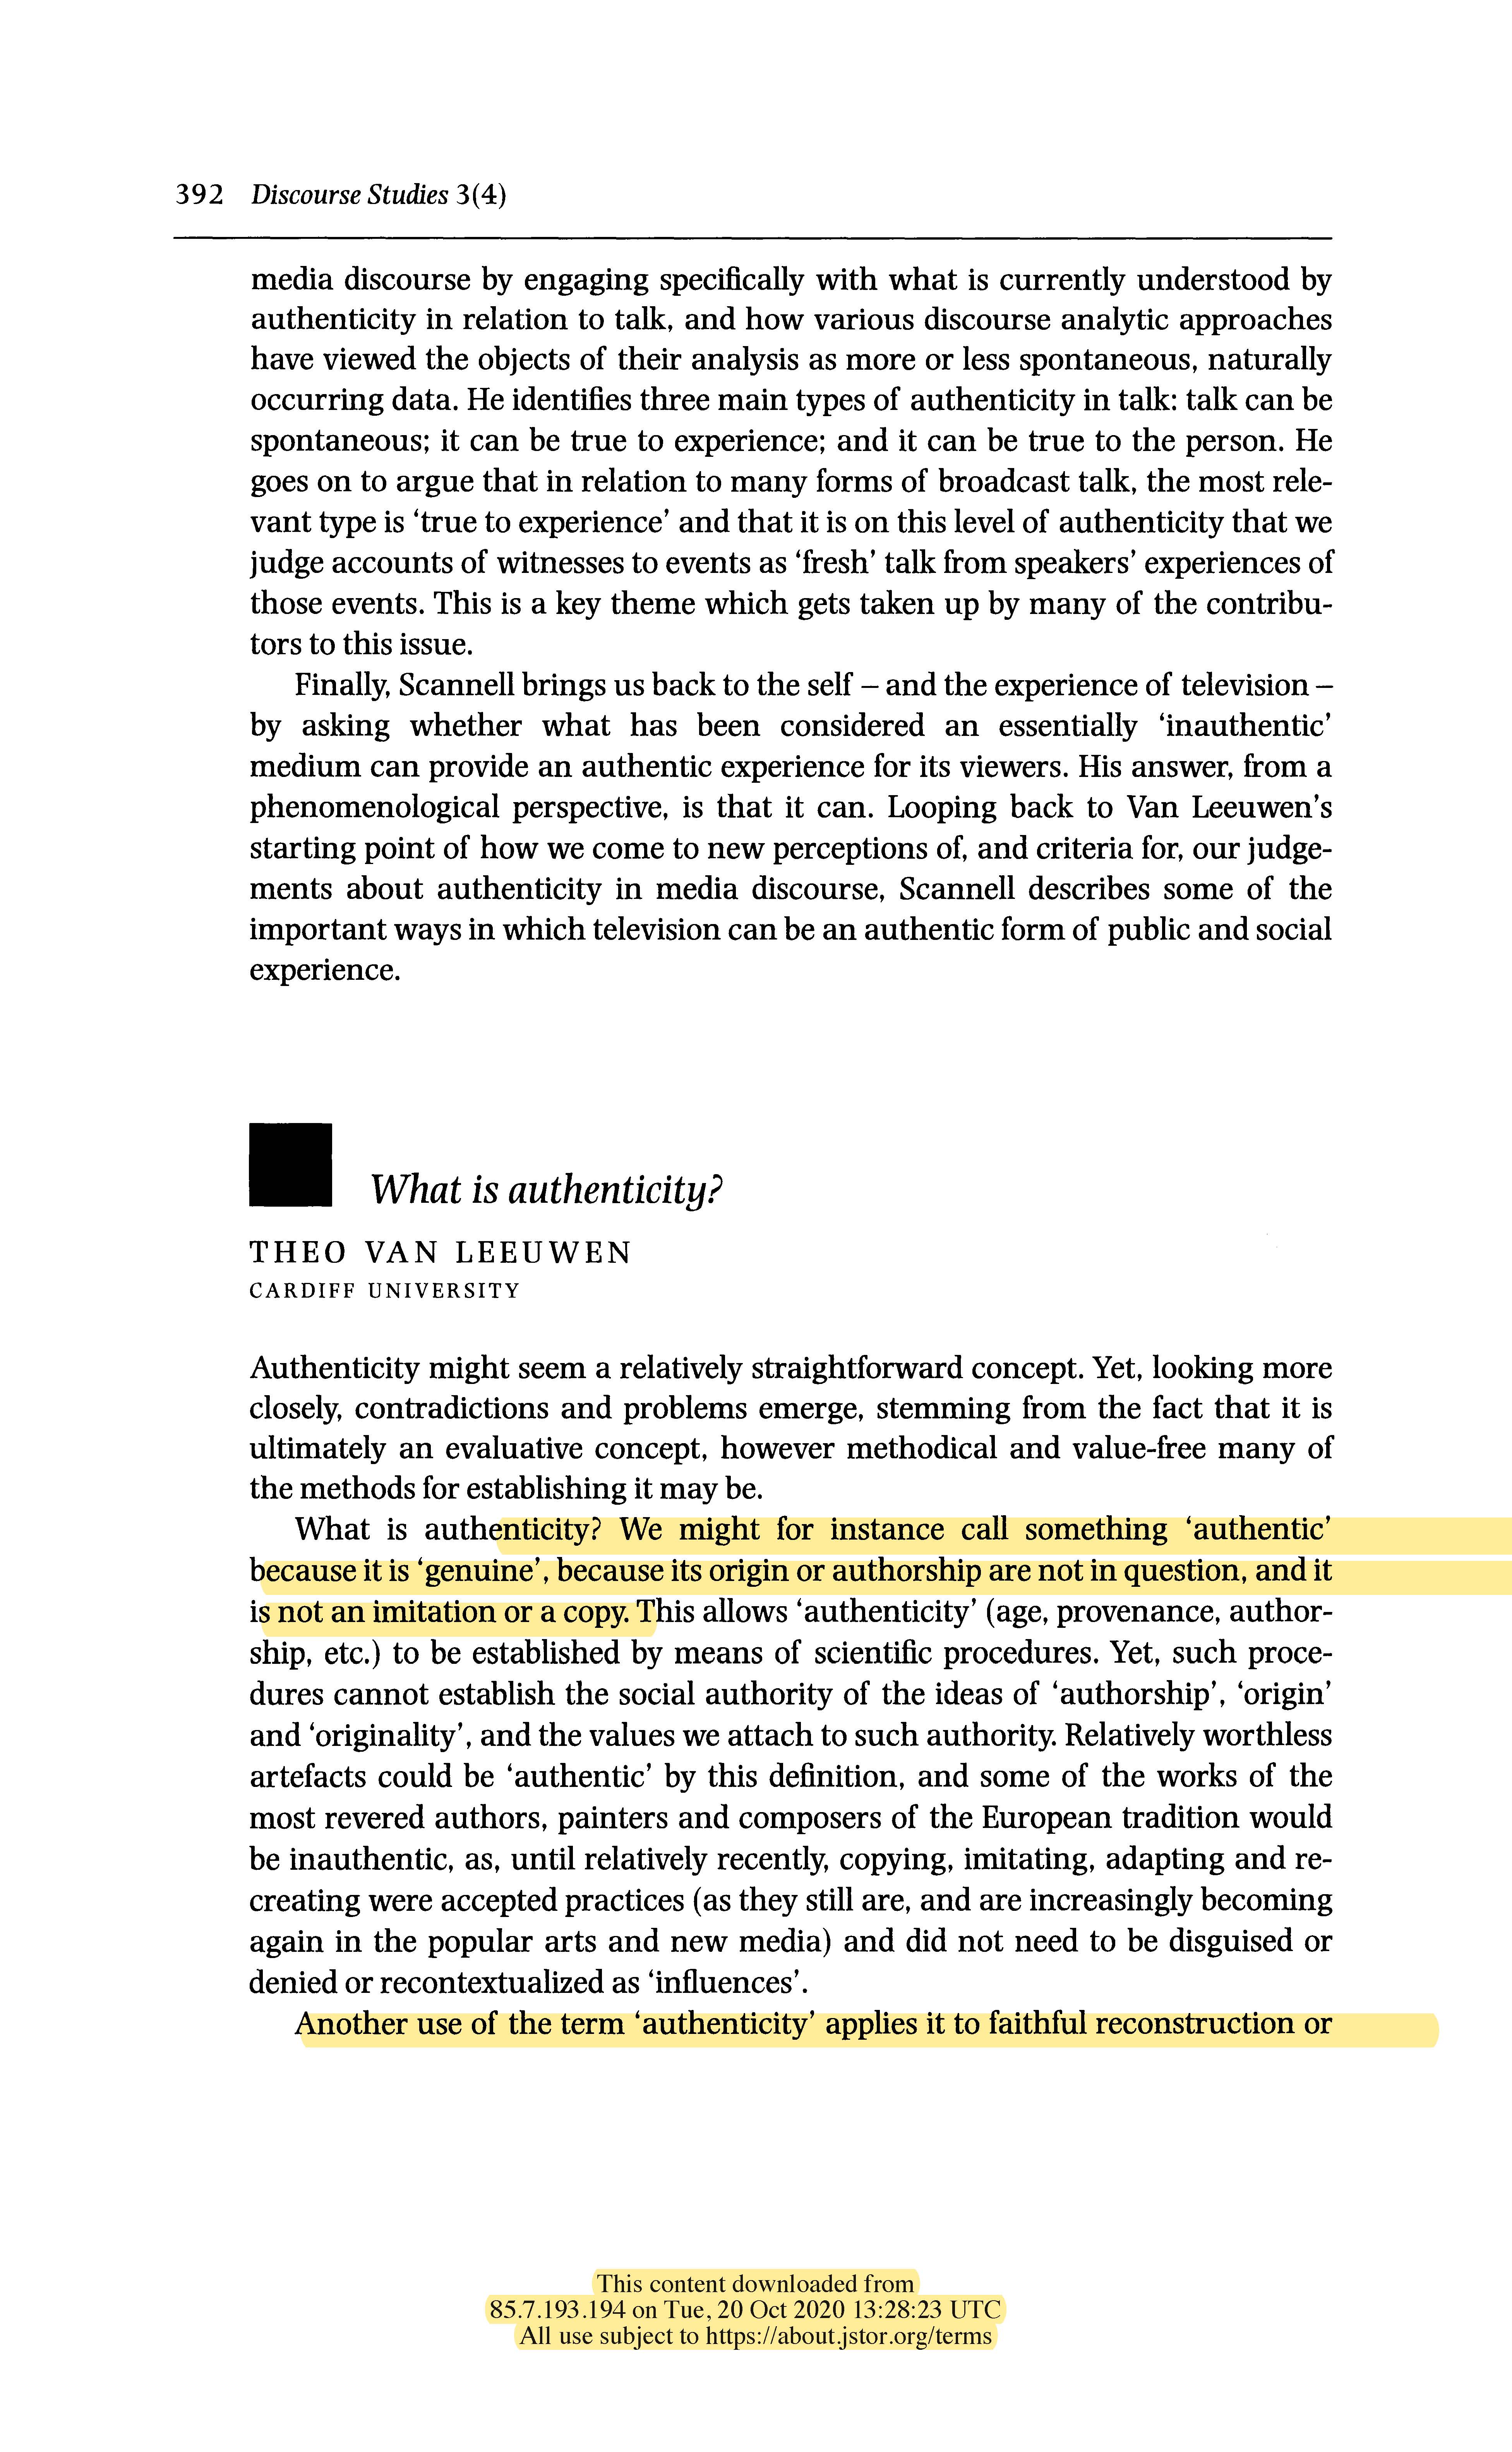 392 Discourse Studies 3(4)
media discourse by engaging specifically with what is currently understood by
authenticity in relation to talk, and how various discourse analytic approaches
have viewed the objects of their analysis as more or less spontaneous, naturally
occurring data. He identifies three main types of authenticity in talk: talk can be
spontaneous; it can be true to experience; and it can be true to the person. He
goes on to argue that in relation to many forms of broadcast talk, the most rele-
vant type is ‘true to experience’ and that it is on this level of authenticity that we
judge accounts of witnesses to events as ‘fresh’ talk from speakers’ experiences of
those events. This is a key theme which gets taken up by many of the contribu-
tors to this issue.
Finally, Scannell brings us back to the self – and the experience of television –
by asking whether what has been considered an essentially ‘inauthentic’
medium can provide an authentic experience for its viewers. His answer, from a
phenomenological perspective, is that it can. Looping back to Van Leeuwen’s
starting point of how we come to new perceptions of, and criteria for, our judge-
ments about authenticity in media discourse, Scannell describes some of the
important ways in which television can be an authentic form of public and social
experience.
What is authenticity?
THEO VAN LEEUWEN
CARDIFF UNIVERSITY
Authenticity might seem a relatively straightforward concept. Yet, looking more
closely, contradictions and problems emerge, stemming from the fact that it is
ultimately an evaluative concept, however methodical and value-free many of
the methods for establishing it may be.
What is authenticity? We might for instance call something ‘authentic’
because it is ‘genuine’, because its origin or authorship are not in question, and it
is not an imitation or a copy. This allows ‘authenticity’ (age, provenance, author-
ship, etc.) to be established by means of scientific procedures. Yet, such proce-
dures cannot establish the social authority of the ideas of ‘authorship’, ‘origin’
and ‘originality’, and the values we attach to such authority. Relatively worthless
artefacts could be ‘authentic’ by this definition, and some of the works of the
most revered authors, painters and composers of the European tradition would
be inauthentic, as, until relatively recently, copying, imitating, adapting and re-
creating were accepted practices (as they still are, and are increasingly becoming
again in the popular arts and new media) and did not need to be disguised or
denied or recontextualized as ‘influences’.
Another use of the term ‘authenticity’ applies it to faithful reconstruction or
This content downloaded from
85.7.193.194 on Tue, 20 Oct 2020 13:28:23 UTC
All use subject to https://about.jstor.org/terms